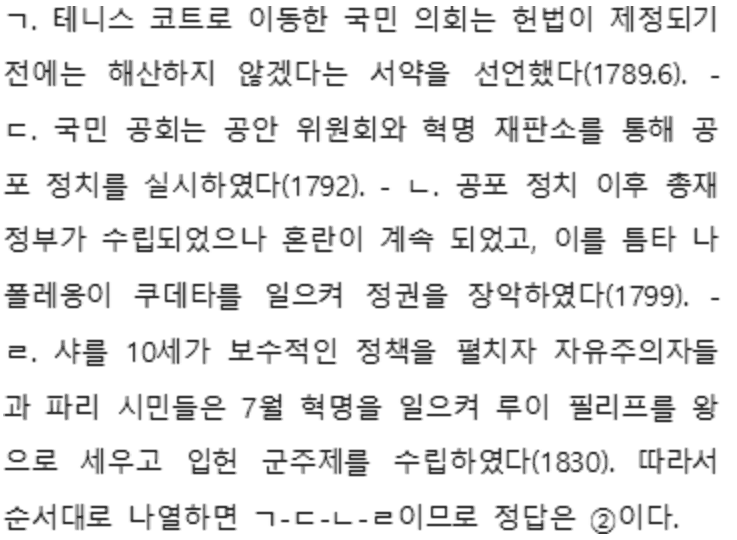 ㄱ. 테니스 코트로 이동한 국민 의회는 헌법이 제정되기
전에는 해산하지 않겠다는 서약을 선언했다(1789.6). -
ㄷ. 국민 공회는 공안 위원회와 혁명 재판소를 통해 공
포 정치를 실시하였다(1792). - ㄴ. 공포 정치 이후 총재
정부가 수립되었으나 혼란이 계속 되었고, 이를 틈타 나
폴레옹이 쿠데타를 일으켜 정권을 장악하였다(1799). -
ㄹ. 샤를 10세가 보수적인 정책을 펼치자 자유주의자들
과 파리 시민들은 7월 혁명을 일으켜 루이 필리프를 왕
으로 세우고 입헌 군주제를 수립하였다(1830). 따라서
순서대로 나열하면 ㄱ-ㄷ-ㄴ-ㄹ이므로 정답은 ②이다.